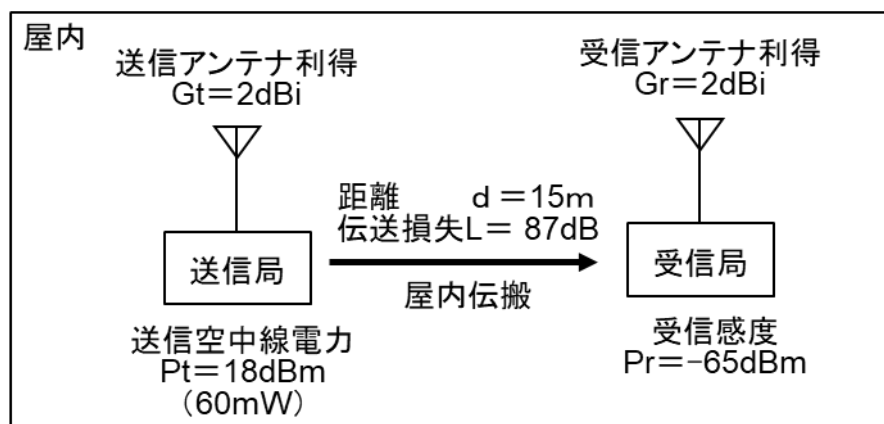 屋内
送信アンテナ利得
Gt=2dBi
受信アンテナ利得
Gr=2dBi
距離 d=15m
伝送損失L= 87dB
送信局
受信局
屋内伝搬
送信空中線電力
Pt=18dBm
(60mW)
受信感度
Pr=-65dBm